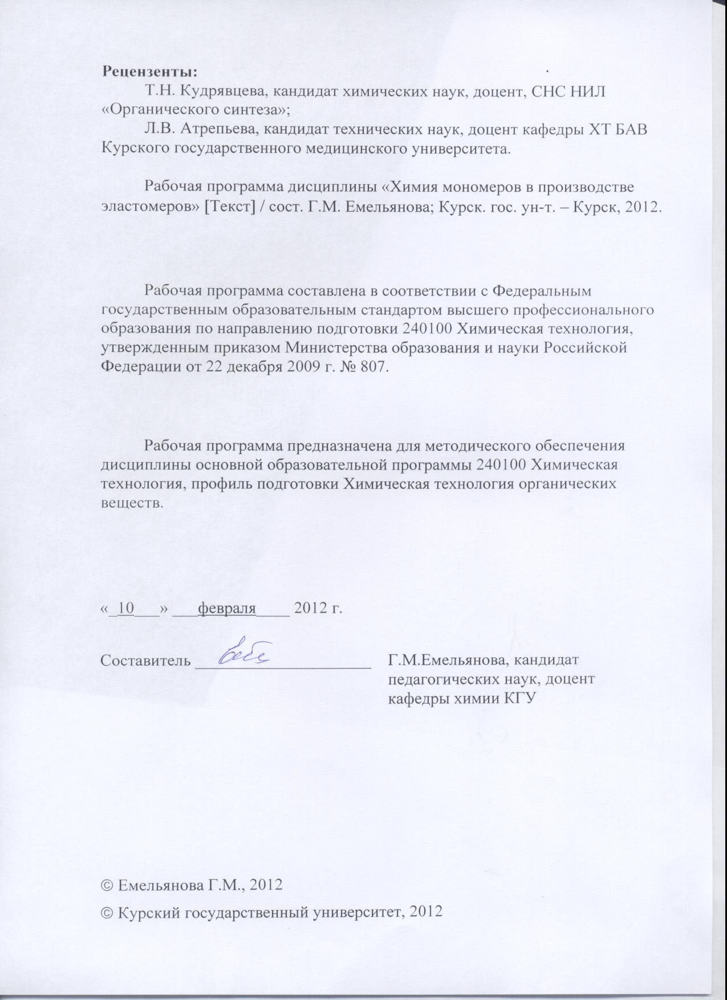 Рецензенты:
Т.Н. Кудрявцева, кандидат химических наук, доцент, СНС НИЛ
«Органического синтеза»;
Л.В. Атрепьева, кандидат технических наук, доцент кафедры ХТ БАВ
Курского государственного медицинского университета.
Рабочая программа дисциплины «Химия мономеров в производстве
эластомеров» [Текст] / сост. Г.М. Емельянова; Курск. гос. ун-т. – Курск, 2012.
Рабочая программа составлена в соответствии с Федеральным
государственным образовательным стандартом высшего профессионального
образования по направлению подготовки 240100 Химическая технология,
утвержденным приказом Министерства образования и науки Российской
Федерации от 22 декабря 2009 г. № 807.
Рабочая программа предназначена для методического обеспечения
дисциплины основной образовательной программы 240100 Химическая
технология, профиль подготовки Химическая технология органических
веществ.
«_10___» ___февраля____ 2012 г.
Составитель _____________________ Г.М.Емельянова, кандидат
педагогических наук, доцент
кафедры химии КГУ
© Емельянова Г.М., 2012
© Курский государственный университет, 2012